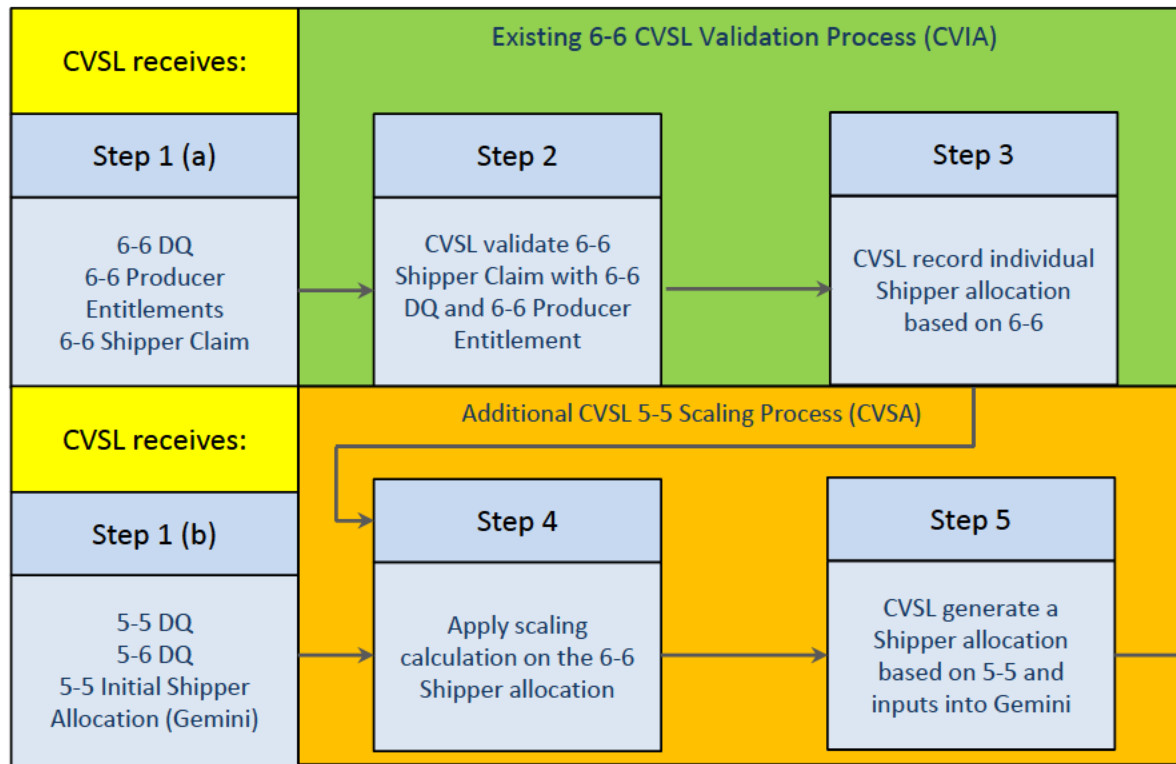 CVSL receives:
Existing 6-6 CVSL Validation Process (CVIA)
Step 1 (a)
6-6 DQ
6-6 Producer
Entitlements
6-6 Shipper Claim
Step 2
CVSL validate 6-6
Shipper Claim with 6-6
DQ and 6-6 Producer
Entitlement
Step 3
CVSL record individual
Shipper allocation
based on 6-6
CVSL receives:
Additional CVSL 5-5 Scaling Process (CVSA)
Step 1 (b)
5-5 DQ
5-6 DQ
5-5 Initial Shipper
Allocation (Gemini)
Step 4
Apply scaling
calculation on the 6-6
Shipper allocation
Step 5
CVSL generate a
Shipper allocation
based on 5-5 and
inputs into Gemini